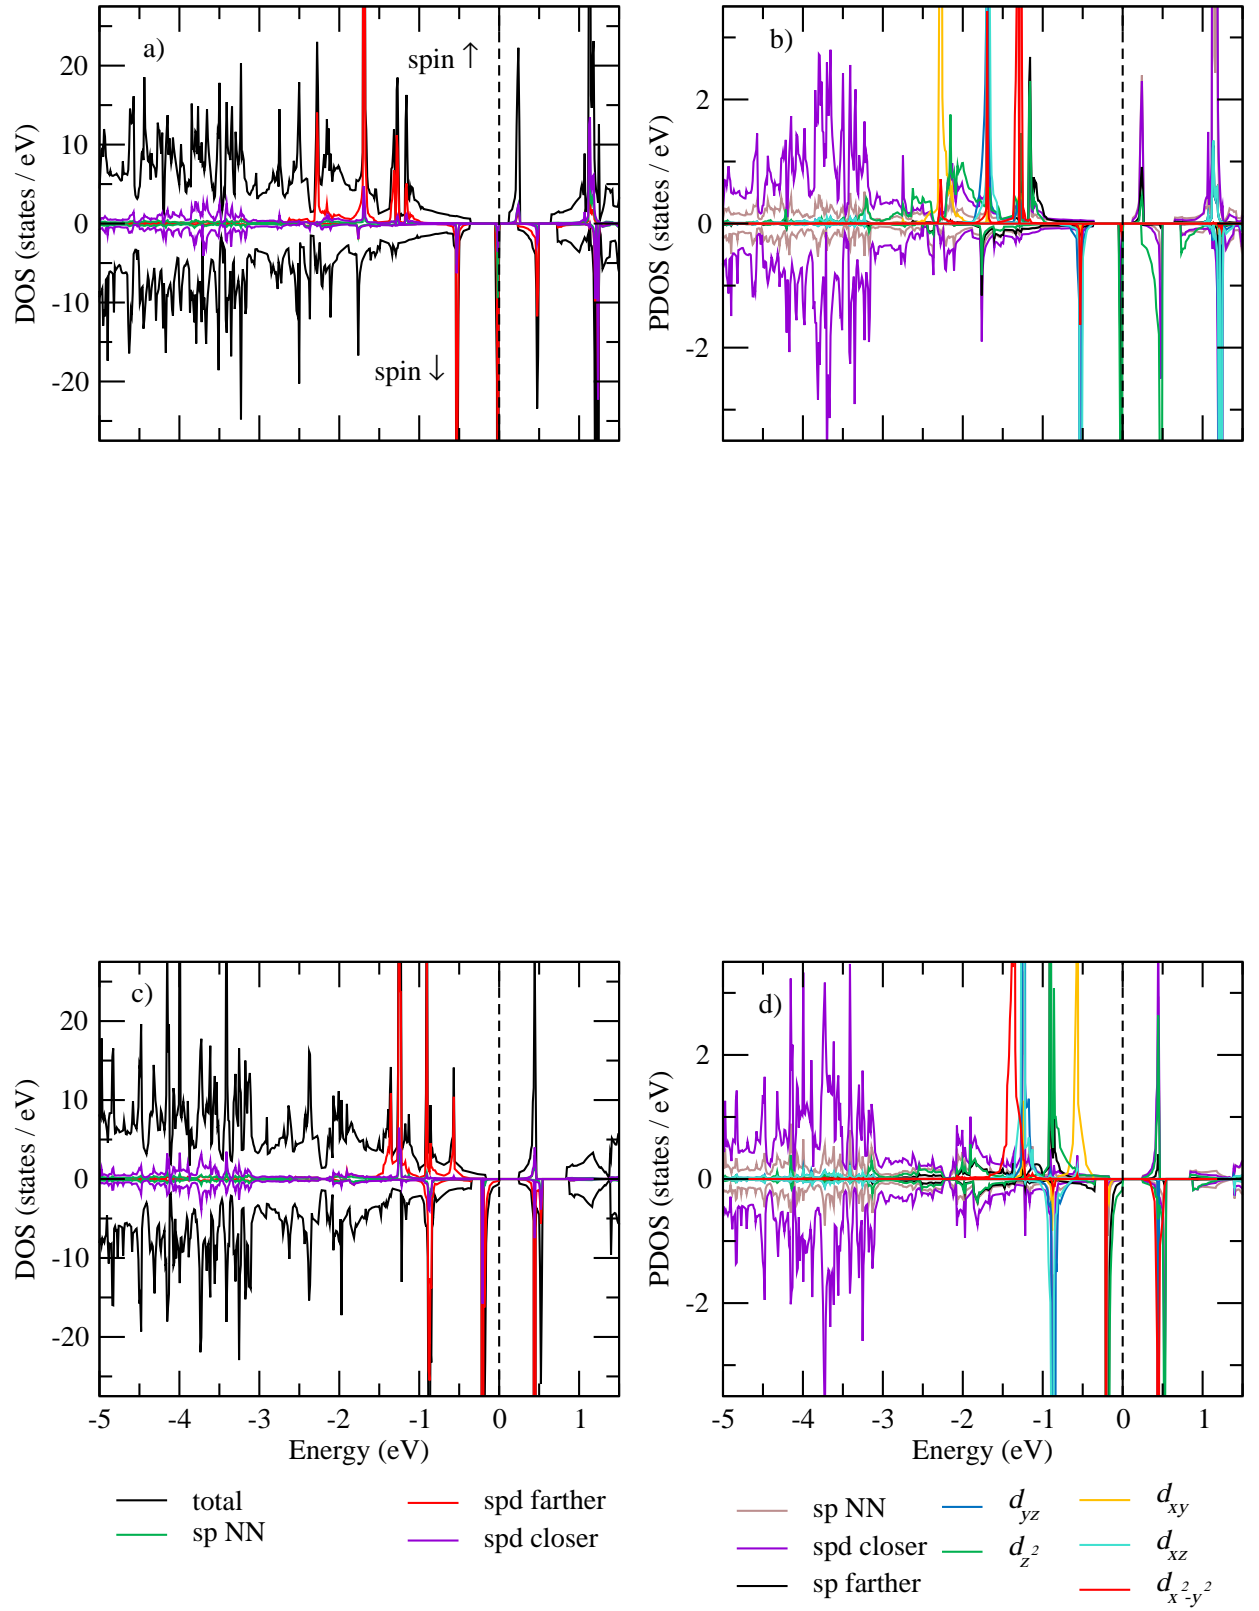 a)
spin ↑
20
10
0
-10
-20
DOS (states / eV)
spin ↓
b)
2
0
-2
PDOS (states / eV)
c)
20
10
0
-10
-20
DOS (states / eV)
-5 -4 -3 -2 -1 0 1
Energy (eV)
d)
2
0
-2
PDOS (states / eV)
-5 -4 -3 -2 -1 0 1
Energy (eV)
total
sp NN
spd farther
spd closer
sp NN
spd closer
sp farther
d_yz
d_z²
d_xy
d_xz
d_x²-y²